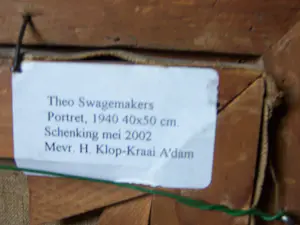 Theo Swagemakers
Portret, 1940 40x50 cm.
Schenking mei 2002
Mevr. H. Klop-Kraai A'dam